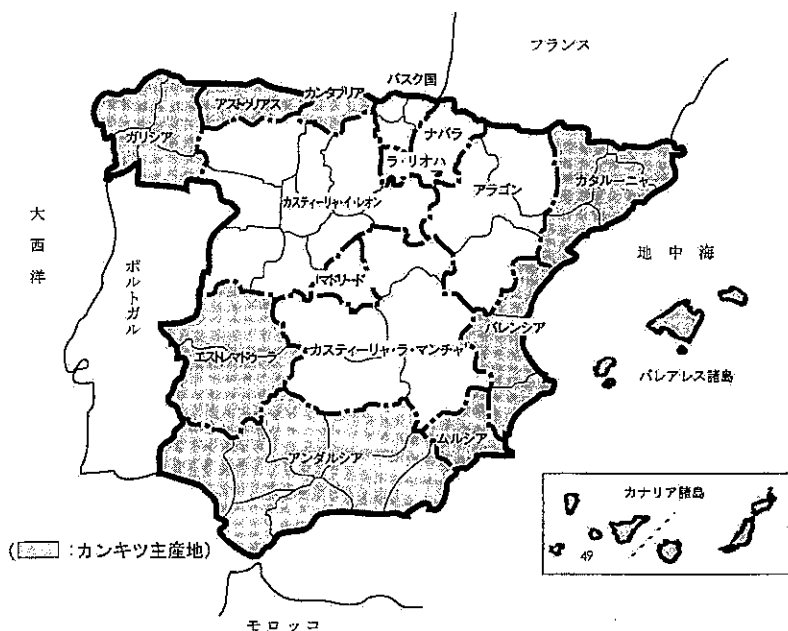 フランス
バスク国
アストゥリアス
カンタブリア
ガリシア
ナバラ
ラ・リオハ
カタルーニャ
アラゴン
カスティーリャ・イ・レオン
大西洋
ポルトガル
地中海
マドリード
バレンシア
エストレマドゥーラ
カスティーリャ・ラ・マンチャ
バレアレス諸島
ムルシア
アンダルシア
カナリア諸島
49
(　:カンキツ主産地)
モロッコ